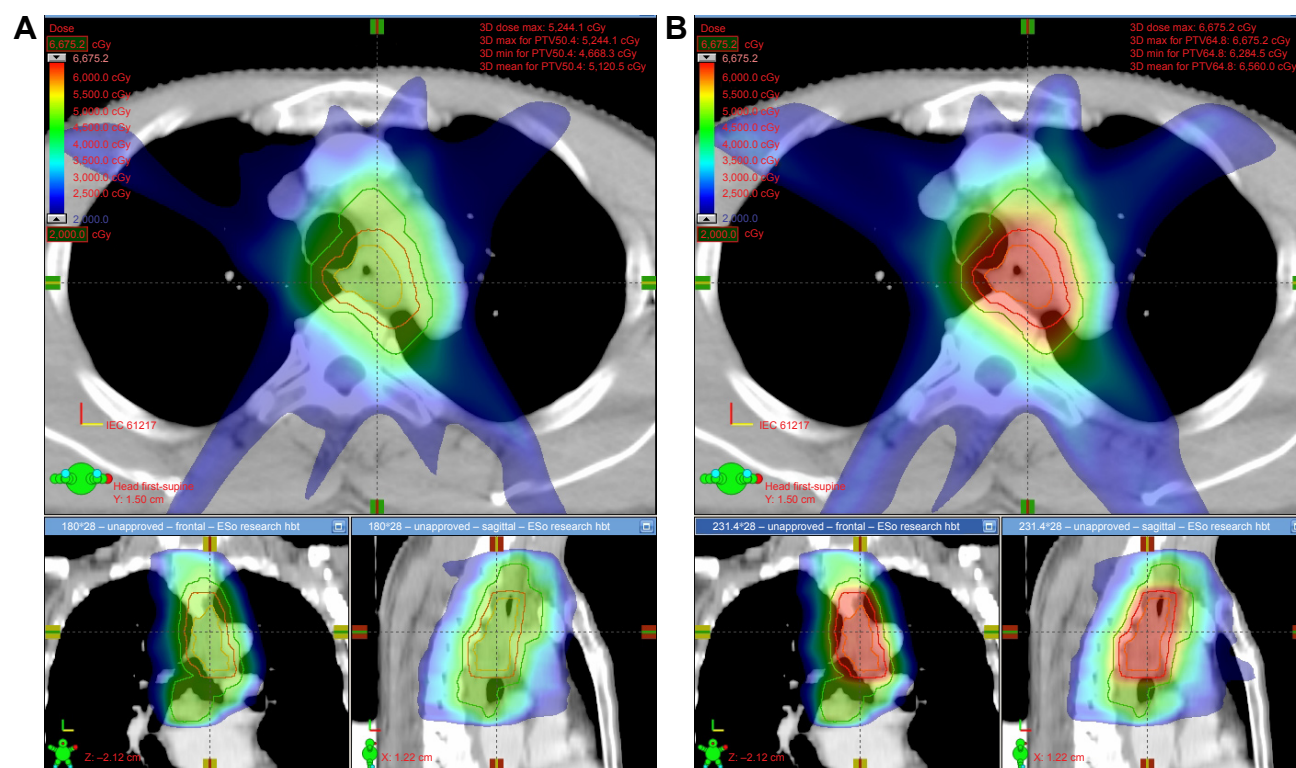 A
Dose
6,675.2 cGy
6,675.2
6,000.0 cGy
5,500.0 cGy
5,000.0 cGy
4,500.0 cGy
4,000.0 cGy
3,500.0 cGy
3,000.0 cGy
2,500.0 cGy
2,000.0
2,000.0 cGy
3D dose max: 5,244.1 cGy
3D max for PTV50.4: 5,244.1 cGy
3D min for PTV50.4: 4,668.3 cGy
3D mean for PTV50.4: 5,120.5 cGy
IEC 61217
Head first-supine
Y: 1.50 cm
180*28 – unapproved – frontal – ESo research hbt
Z: –2.12 cm
180*28 – unapproved – sagittal – ESo research hbt
X: 1.22 cm
B
Dose
6,675.2 cGy
6,675.2
6,000.0 cGy
5,500.0 cGy
5,000.0 cGy
4,500.0 cGy
4,000.0 cGy
3,500.0 cGy
3,000.0 cGy
2,500.0 cGy
2,000.0
2,000.0 cGy
3D dose max: 6,675.2 cGy
3D max for PTV64.8: 6,675.2 cGy
3D min for PTV64.8: 6,284.5 cGy
3D mean for PTV64.8: 6,560.0 cGy
IEC 61217
Head first-supine
Y: 1.50 cm
231.4*28 – unapproved – frontal – ESo research hbt
Z: –2.12 cm
231.4*28 – unapproved – sagittal – ESo research hbt
X: 1.22 cm